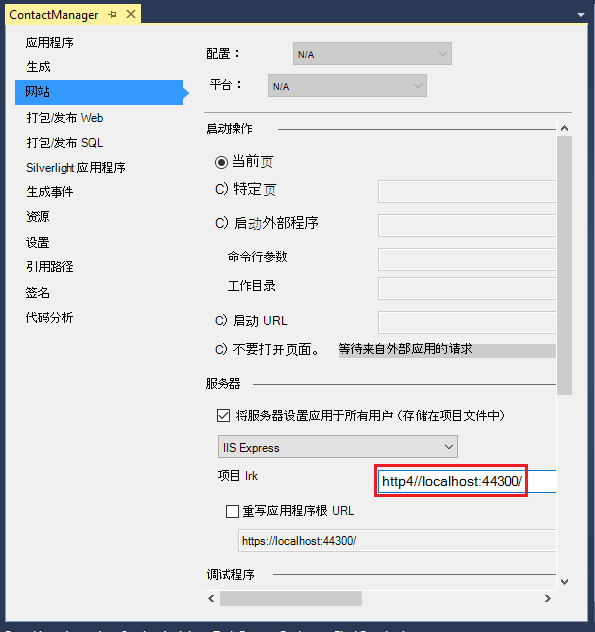 ContactManager
应用程序
生成
网站
打包/发布 Web
打包/发布 SQL
Silverlight 应用程序
生成事件
资源
设置
引用路径
签名
代码分析
配置： N/A
平台： N/A
启动操作
当前页
C) 特定页
C) 启动外部程序
命令行参数
工作目录
C) 启动 URL
C) 不要打开页面。 等待来自外部应用的请求
服务器
将服务器设置应用于所有用户（存储在项目文件中）
IIS Express
项目 lrk http4//localhost:44300/
重写应用程序根 URL
https://localhost:44300/
调试程序